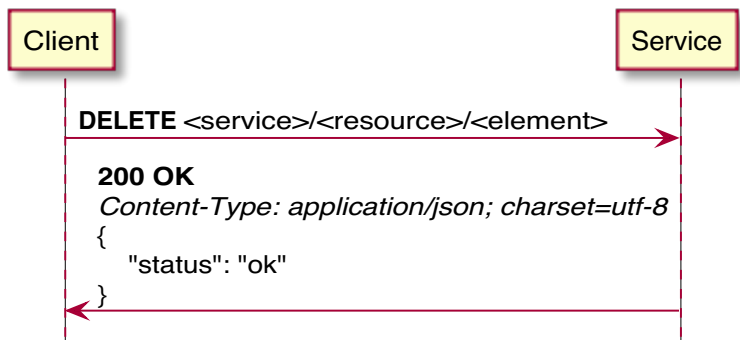 Client
Service
DELETE <service>/<resource>/<element>
200 OK
Content-Type: application/json; charset=utf-8
{
"status": "ok"
}